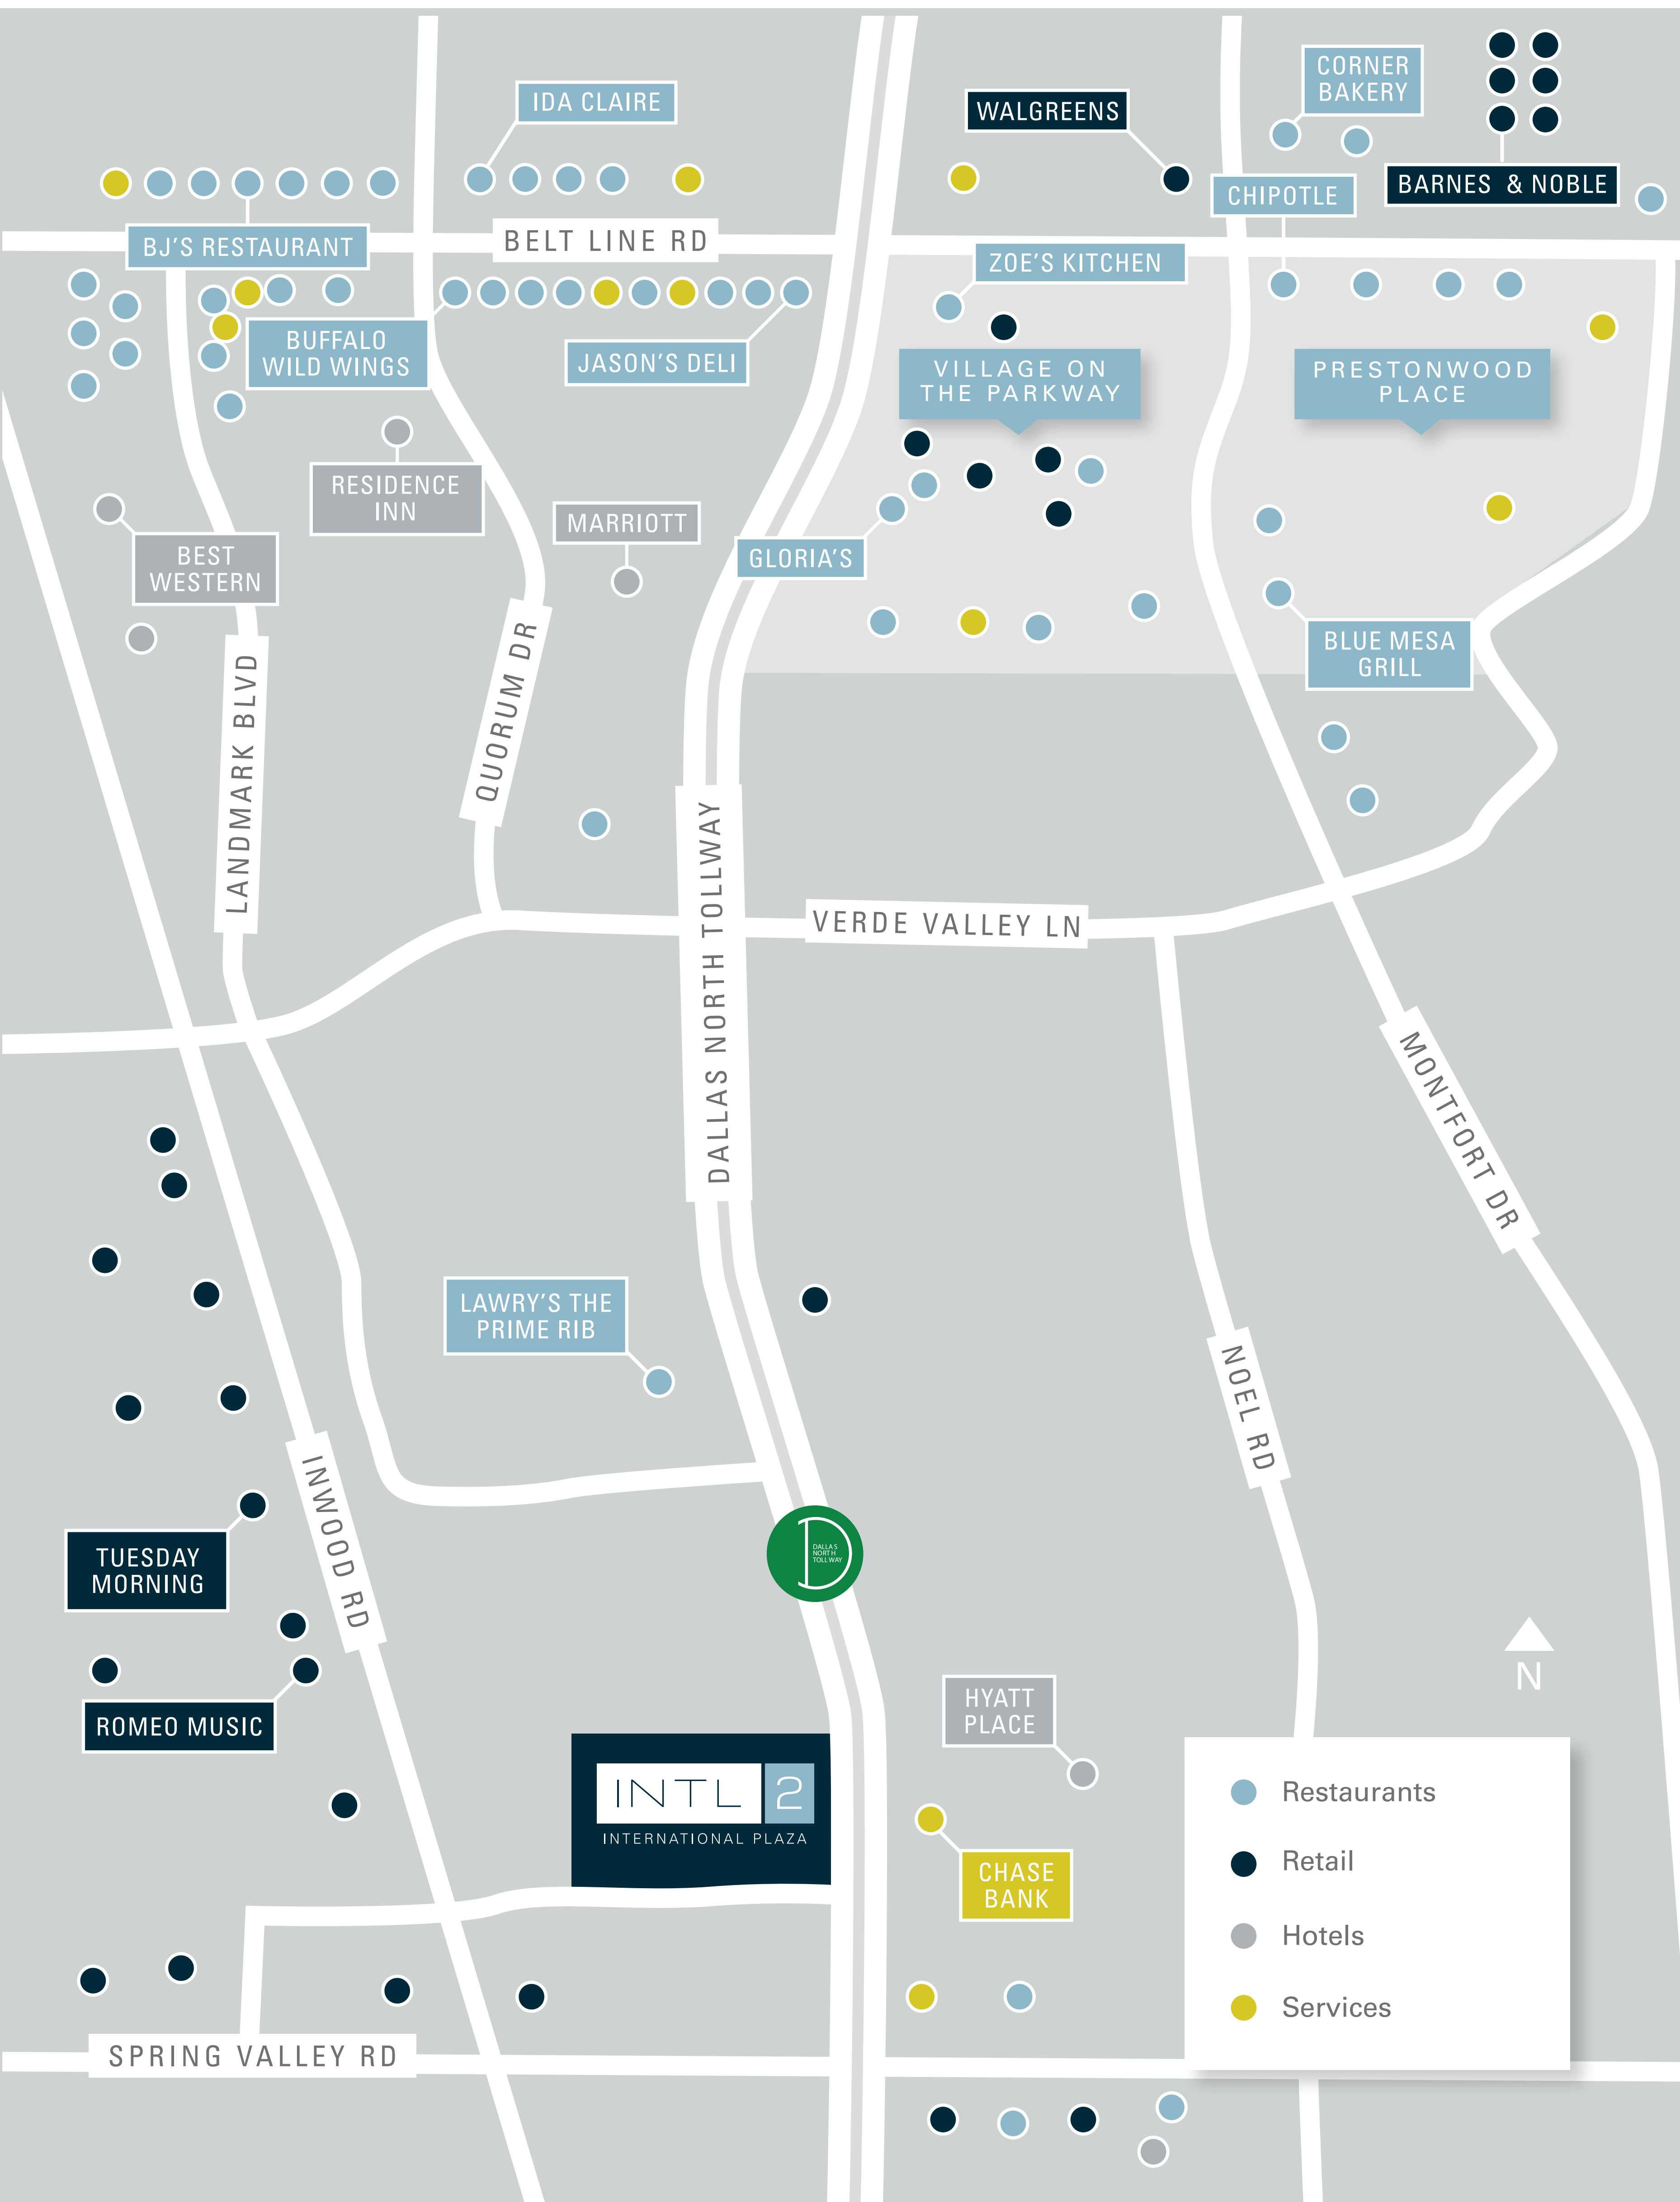 CORNER
BAKERY
IDA CLAIRE
WALGREENS
BARNES & NOBLE
CHIPOTLE
BJ'S RESTAURANT
BELT LINE RD
ZOE'S KITCHEN
BUFFALO
WILD WINGS
JASON'S DELI
VILLAGE ON
THE PARKWAY
PRESTONWOOD
PLACE
RESIDENCE
INN
MARRIOTT
BEST
WESTERN
GLORIA'S
BLUE MESA
GRILL
LANDMARK BLVD
QUORUM DR
DALLAS NORTH TOLLWAY
VERDE VALLEY LN
MONTFORT DR
LAWRY'S THE
PRIME RIB
NOEL RD
INWOOD RD
DALLAS
NORTH
TOLLWAY
TUESDAY
MORNING
ROMEO MUSIC
HYATT
PLACE
N
INTL 2
INTERNATIONAL PLAZA
CHASE
BANK
Restaurants
Retail
Hotels
Services
SPRING VALLEY RD